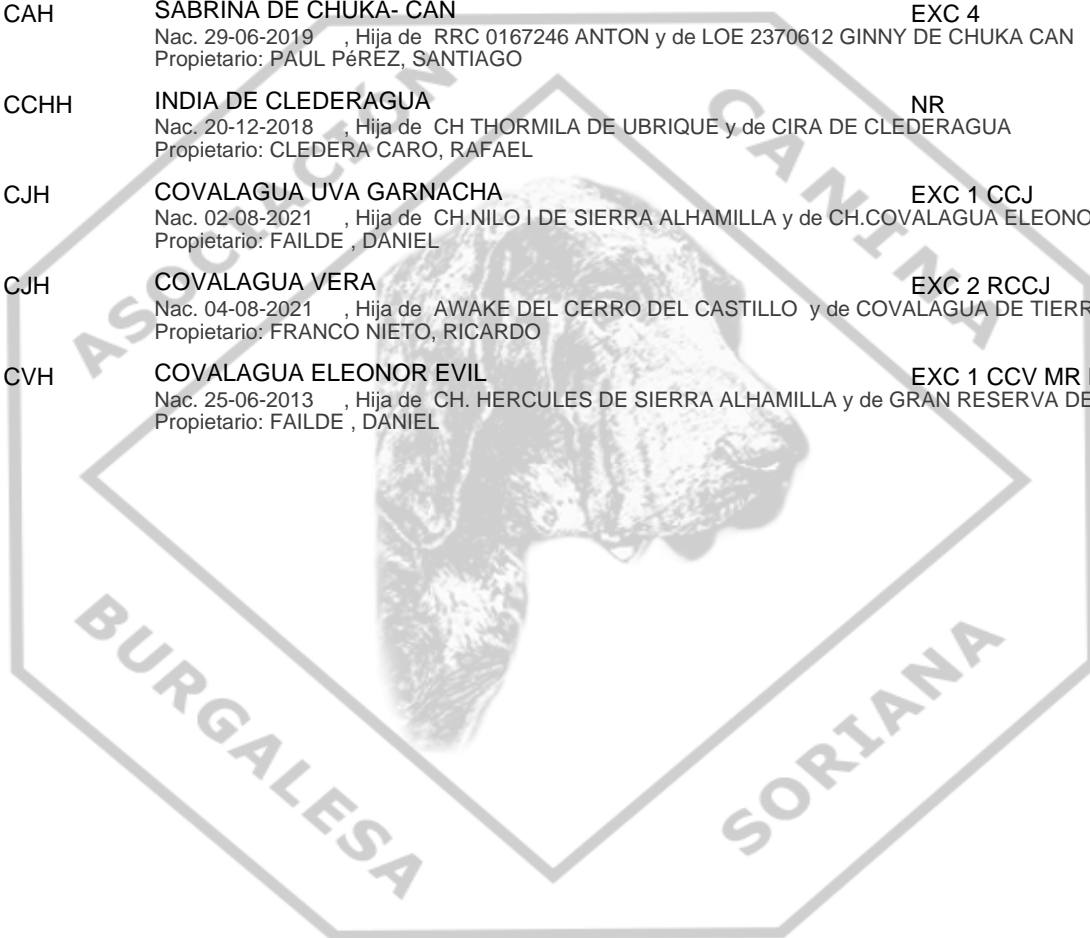 CAH SABRINA DE CHUKA- CAN EXC 4
Nac. 29-06-2019 , Hija de RRC 0167246 ANTON y de LOE 2370612 GINNY DE CHUKA CAN
Propietario: PAUL PéREZ, SANTIAGO
CCHH INDIA DE CLEDERAGUA NR
Nac. 20-12-2018 , Hija de CH THORMILA DE UBRIQUE y de CIRA DE CLEDERAGUA
Propietario: CLEDERA CARO, RAFAEL
CJH COVALAGUA UVA GARNACHA EXC 1 CCJ
Nac. 02-08-2021 , Hija de CH.NILO I DE SIERRA ALHAMILLA y de CH.COVALAGUA ELEONO
Propietario: FAILDE , DANIEL
CJH COVALAGUA VERA EXC 2 RCCJ
Nac. 04-08-2021 , Hija de AWAKE DEL CERRO DEL CASTILLO y de COVALAGUA DE TIERR
Propietario: FRANCO NIETO, RICARDO
CVH COVALAGUA ELEONOR EVIL EXC 1 CCV MR
Nac. 25-06-2013 , Hija de CH. HERCULES DE SIERRA ALHAMILLA y de GRAN RESERVA DE
Propietario: FAILDE , DANIEL
ASOCIACIÓN
CANINA
BURGALESA
SORIANA